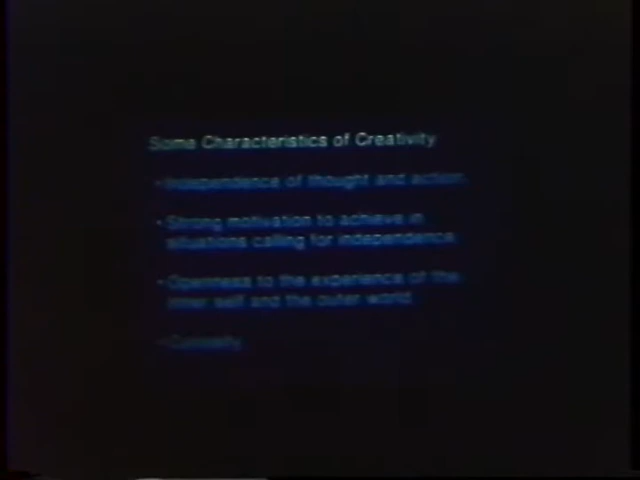 Some Characteristics of Creativity
• Independence of thought and action.
• Strong motivation to achieve in
situations calling for independence.
• Openness to the experience of the
inner self and the outer world.
• Curiosity.